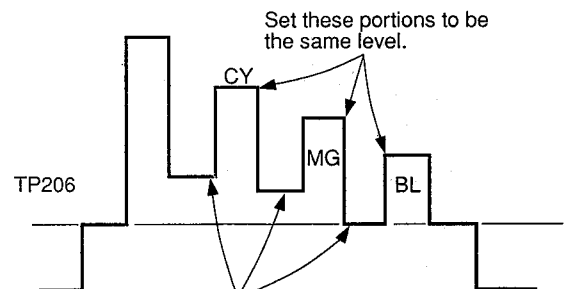 Set these portions to be
the same level.
CY
MG
TP206
BL